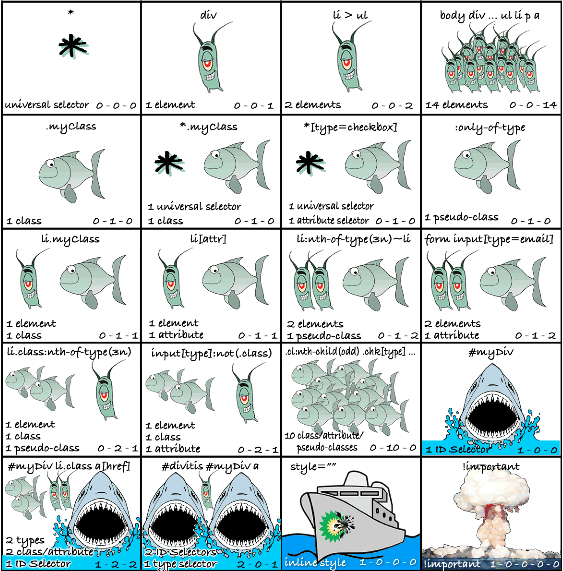 *
universal selector 0-0-0
div
1 element 0-0-1
li > ul
2 elements 0-0-2
body div ... ul li p a
14 elements 0-0-14
.myClass
1 class 0-1-0
*.myClass
1 universal selector
1 class 0-1-0
*[type=checkbox]
1 universal selector
1 attribute selector 0-1-0
:only-of-type
1 pseudo-class 0-1-0
li.myClass
1 element
1 class 0-1-1
li[attr]
1 element
1 attribute 0-1-1
li:nth-of-type(3n)~li
2 elements
1 pseudo-class 0-1-2
form input[type=email]
2 elements
1 attribute 0-1-2
li.class:nth-of-type(3n)
1 element
1 class
1 pseudo-class 0-2-1
input[type]:not(.class)
1 element
1 class
1 attribute 0-2-1
.cl:nth-child(odd) .chk[type] ...
10 class/attribute/
pseudo-classes 0-10-0
#myDiv
1 ID Selector 1-0-0
#myDiv li.class a[href]
2 types
2 class/attribute
1 ID Selector 1-2-2
#divitis #myDiv a
2 ID Selectors
1 type selector 2-0-1
style=""
inline style 1-0-0-0
!important
!important 1-0-0-0-0